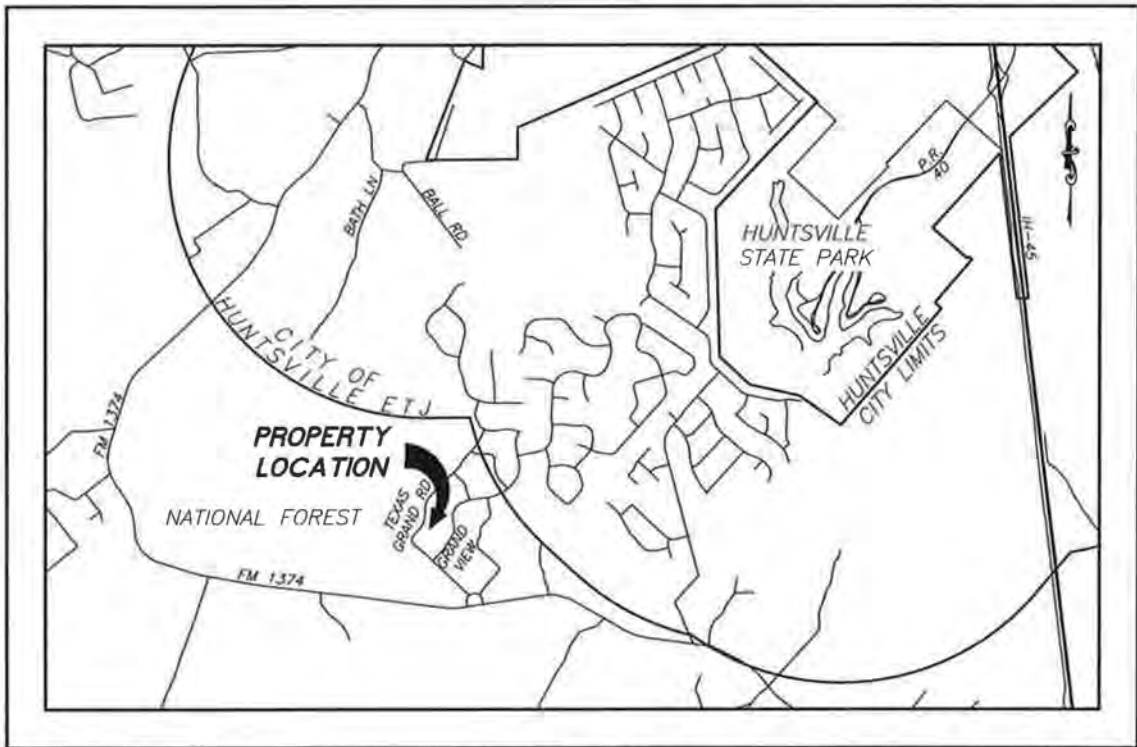 P.R.
40
BATH LN
BALL RD.
HUNTSVILLE
STATE PARK
IH-45
CITY OF
HUNTSVILLE ETJ
HUNTSVILLE
CITY LIMITS
FM 1374
PROPERTY
LOCATION
TEXAS
GRAND RD
NATIONAL FOREST
GRAND
VIEW
FM 1374